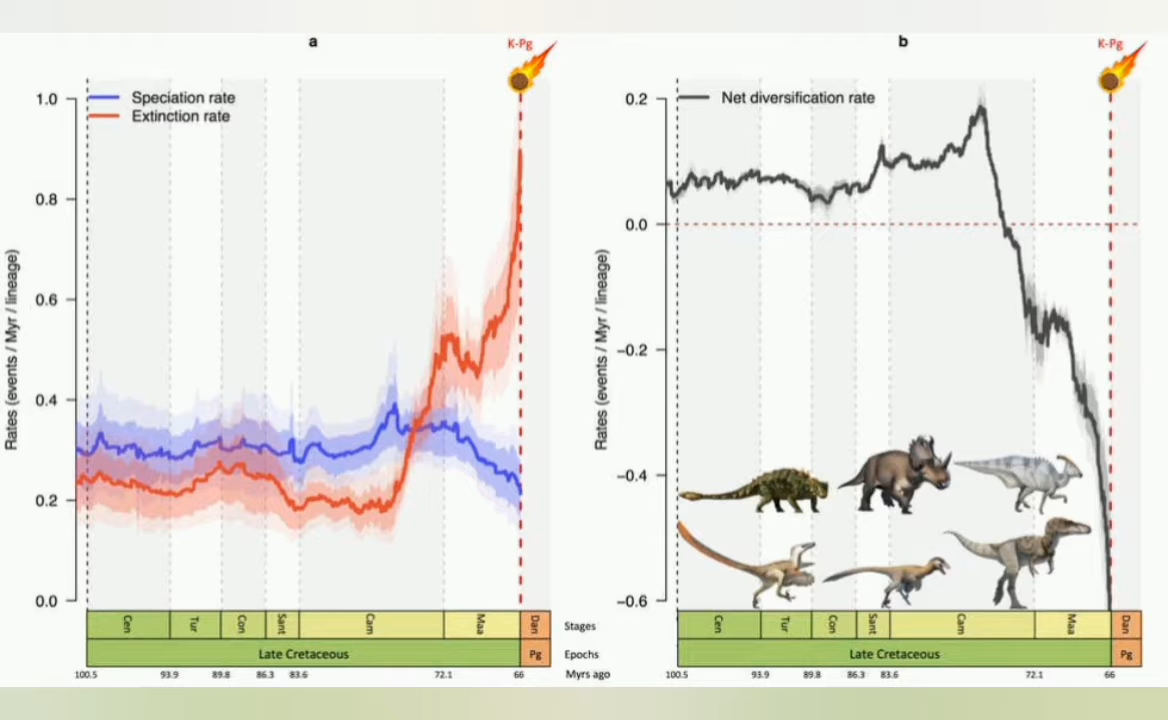 a
K-Pg
Speciation rate
Extinction rate
1.0
0.8
0.6
0.4
0.2
0.0
Rates (events / Myr / lineage)
Cen Tur Con Sant Cam Maa Dan Stages
Late Cretaceous Pg Epochs
100.5 93.9 89.8 86.3 83.6 72.1 66 Myrs ago
b
K-Pg
Net diversification rate
0.2
0.0
−0.2
−0.4
−0.6
Rates (events / Myr / lineage)
Cen Tur Con Sant Cam Maa Dan
Late Cretaceous Pg
100.5 93.9 89.8 86.3 83.6 72.1 66